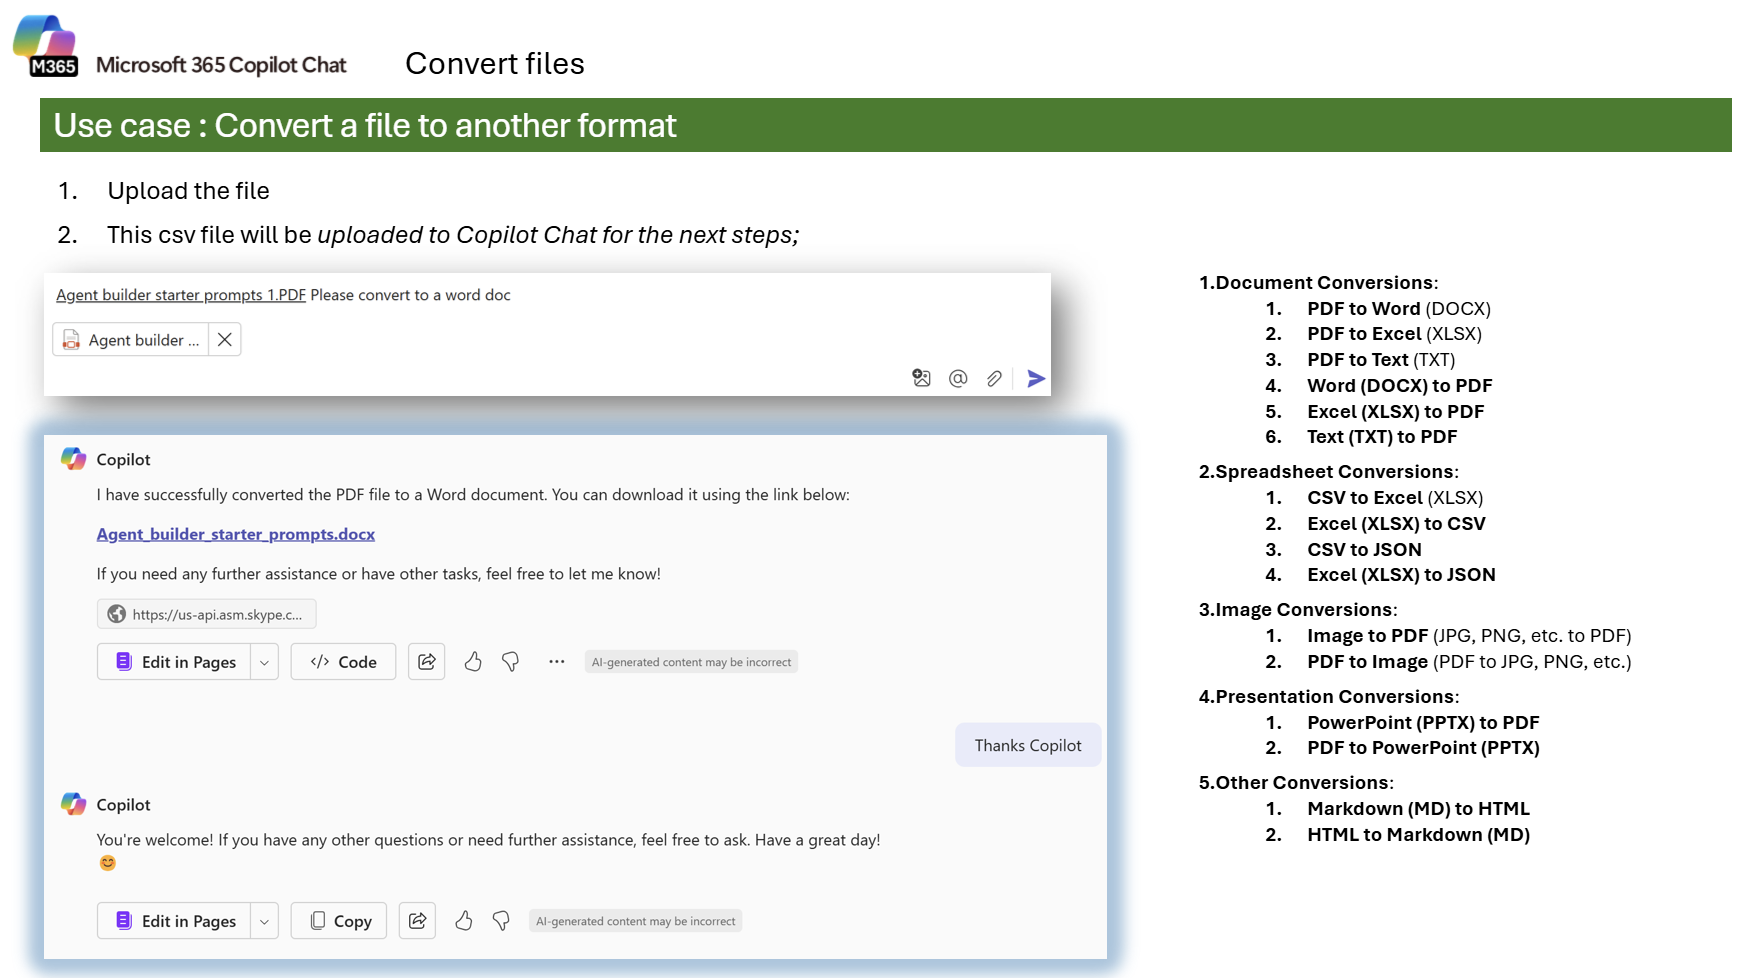 M365
Microsoft 365 Copilot Chat
Convert files
Use case : Convert a file to another format
1. Upload the file
2. This csv file will be uploaded to Copilot Chat for the next steps;
Agent builder starter prompts 1.PDF Please convert to a word doc
Agent builder ...
Copilot
I have successfully converted the PDF file to a Word document. You can download it using the link below:
Agent_builder_starter_prompts.docx
If you need any further assistance or have other tasks, feel free to let me know!
https://us-api.asm.skype.c...
Edit in Pages
</> Code
AI-generated content may be incorrect
Thanks Copilot
Copilot
You're welcome! If you have any other questions or need further assistance, feel free to ask. Have a great day!
😊
Edit in Pages
Copy
AI-generated content may be incorrect
1.Document Conversions:
1. PDF to Word (DOCX)
2. PDF to Excel (XLSX)
3. PDF to Text (TXT)
4. Word (DOCX) to PDF
5. Excel (XLSX) to PDF
6. Text (TXT) to PDF
2.Spreadsheet Conversions:
1. CSV to Excel (XLSX)
2. Excel (XLSX) to CSV
3. CSV to JSON
4. Excel (XLSX) to JSON
3.Image Conversions:
1. Image to PDF (JPG, PNG, etc. to PDF)
2. PDF to Image (PDF to JPG, PNG, etc.)
4.Presentation Conversions:
1. PowerPoint (PPTX) to PDF
2. PDF to PowerPoint (PPTX)
5.Other Conversions:
1. Markdown (MD) to HTML
2. HTML to Markdown (MD)